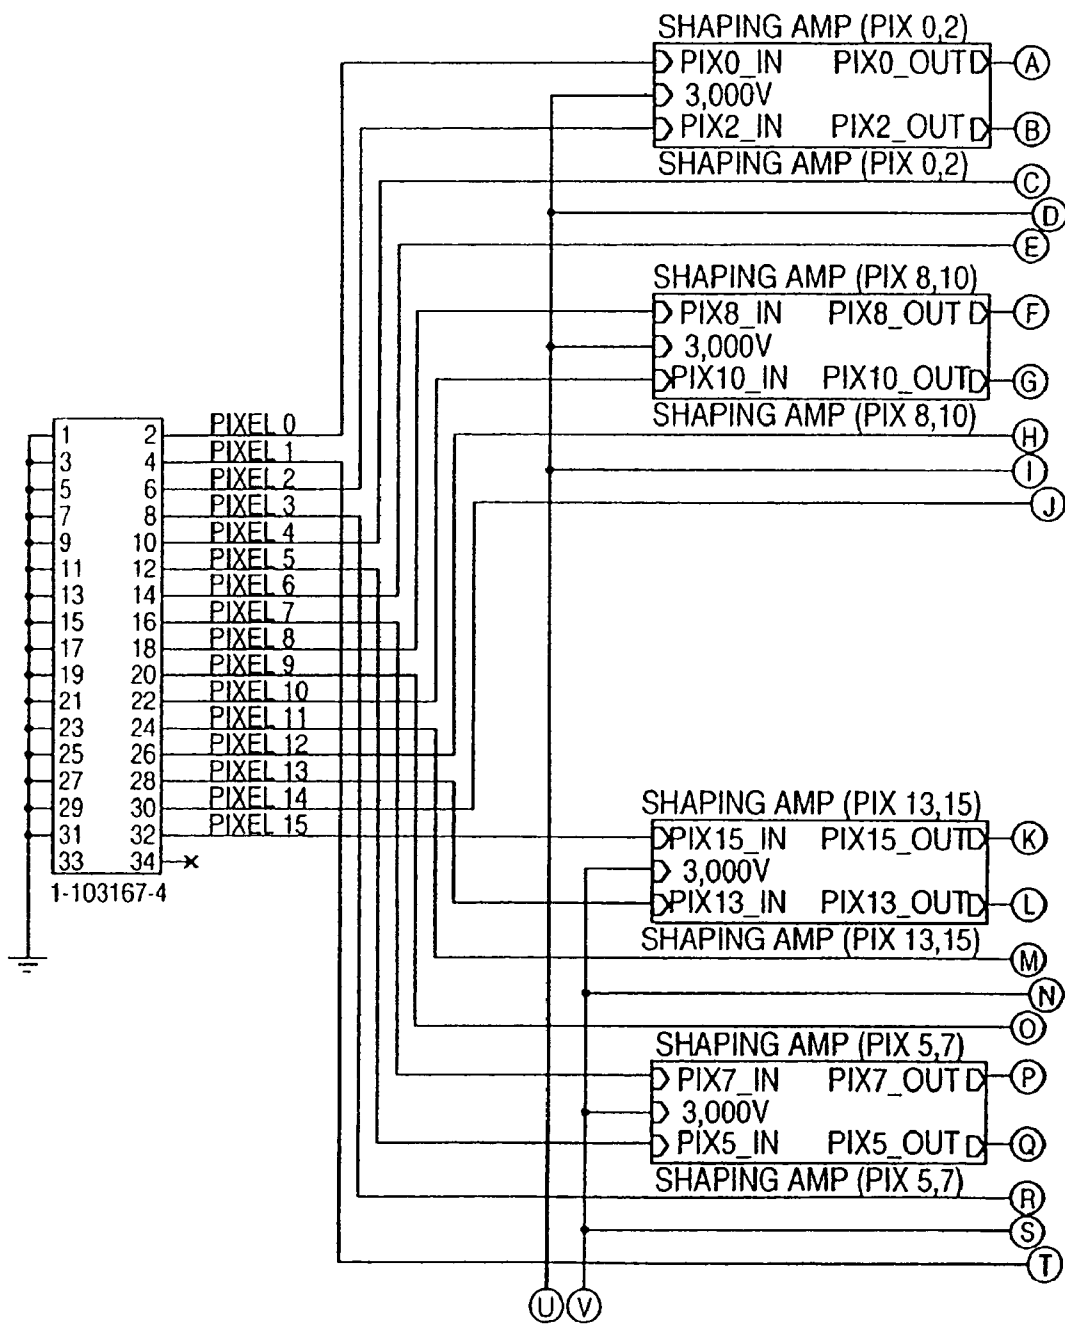 SHAPING AMP (PIX 0,2)
PIX0_IN PIX0_OUT A
3,000V
PIX2_IN PIX2_OUT B
SHAPING AMP (PIX 0,2)
C
D
E
SHAPING AMP (PIX 8,10)
PIX8_IN PIX8_OUT F
3,000V
PIX10_IN PIX10_OUT G
SHAPING AMP (PIX 8,10)
H
I
J
1 2 PIXEL 0
3 4 PIXEL 1
5 6 PIXEL 2
7 8 PIXEL 3
9 10 PIXEL 4
11 12 PIXEL 5
13 14 PIXEL 6
15 16 PIXEL 7
17 18 PIXEL 8
19 20 PIXEL 9
21 22 PIXEL 10
23 24 PIXEL 11
25 26 PIXEL 12
27 28 PIXEL 13
29 30 PIXEL 14
31 32 PIXEL 15
33 34
1-103167-4
SHAPING AMP (PIX 13,15)
PIX15_IN PIX15_OUT K
3,000V
PIX13_IN PIX13_OUT L
SHAPING AMP (PIX 13,15)
M
N
O
SHAPING AMP (PIX 5,7)
PIX7_IN PIX7_OUT P
3,000V
PIX5_IN PIX5_OUT Q
SHAPING AMP (PIX 5,7)
R
S
T
U V